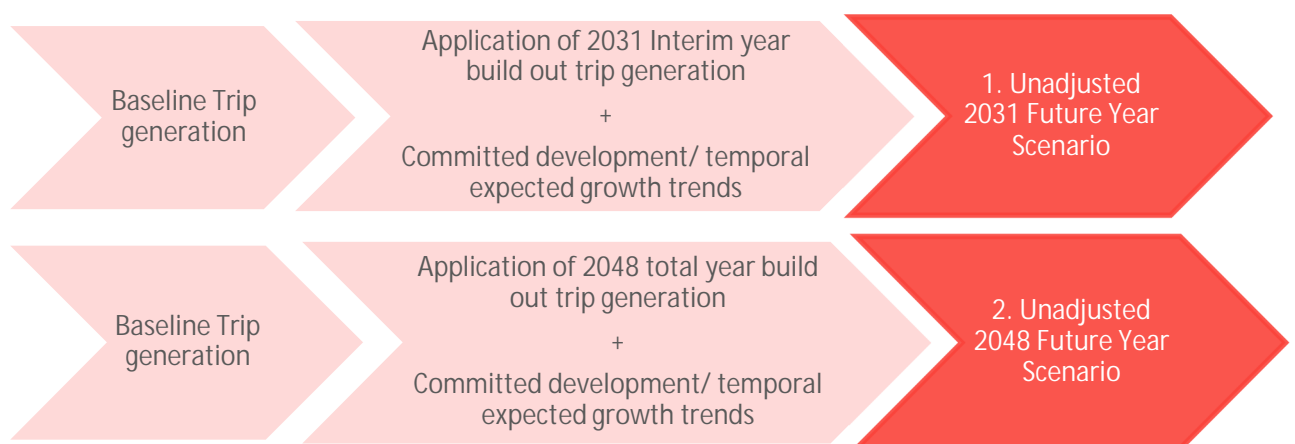 Baseline Trip
generation
Application of 2031 Interim year
build out trip generation
+
Committed development/ temporal
expected growth trends
1. Unadjusted
2031 Future Year
Scenario
Baseline Trip
generation
Application of 2048 total year build
out trip generation
+
Committed development/ temporal
expected growth trends
2. Unadjusted
2048 Future Year
Scenario